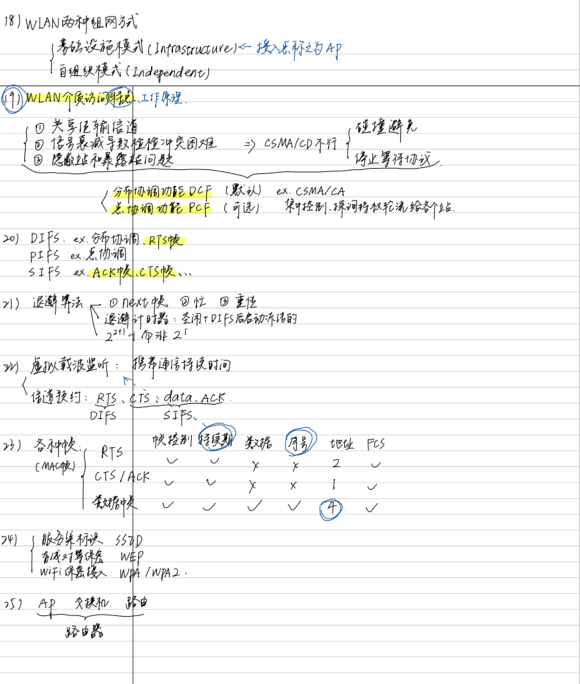 18) WLAN两种组网方式
基础设施模式(Infrastructure) ← 接入点称之为AP
自组织模式(Independent)
19) WLAN介质访问特点、工作原理.
① 共享传输信道
② 信号衰减导致检测冲突困难 ⇒ CSMA/CD不行 碰撞避免
③ 隐蔽站和暴露站问题 停止等待协议
分布协调功能 DCF (默认) ex. CSMA/CA
点协调功能 PCF (可选) 集中控制、探询持权轮流给各个站.
20) DIFS. ex. 分布协调、RTS帧
PIFS ex. 点协调
SIFS ex. ACK帧、CTS帧、...
21) 退避算法 ① next帧 ② 忙 ③ 重传
退避计时器: 空闲+DIFS后启动冻结的
2^{2+i}个而非2^i
22) 虚拟载波监听: 携带通信持续时间
信道预约: RTS、CTS、data、ACK.
DIFS SIFS
23) 各种帧: 帧控制 持续期 数据 序号 地址 FCS
(MAC帧) RTS ✓ ✓ × × 2 ✓
CTS/ACK ✓ ✓ × × 1 ✓
数据帧 ✓ ✓ ✓ ✓ 4 ✓
24) 服务集标识 SSID
有线对等保密 WEP
WiFi保密接入 WPA/WPA2.
25) AP 交换机 路由
路由器